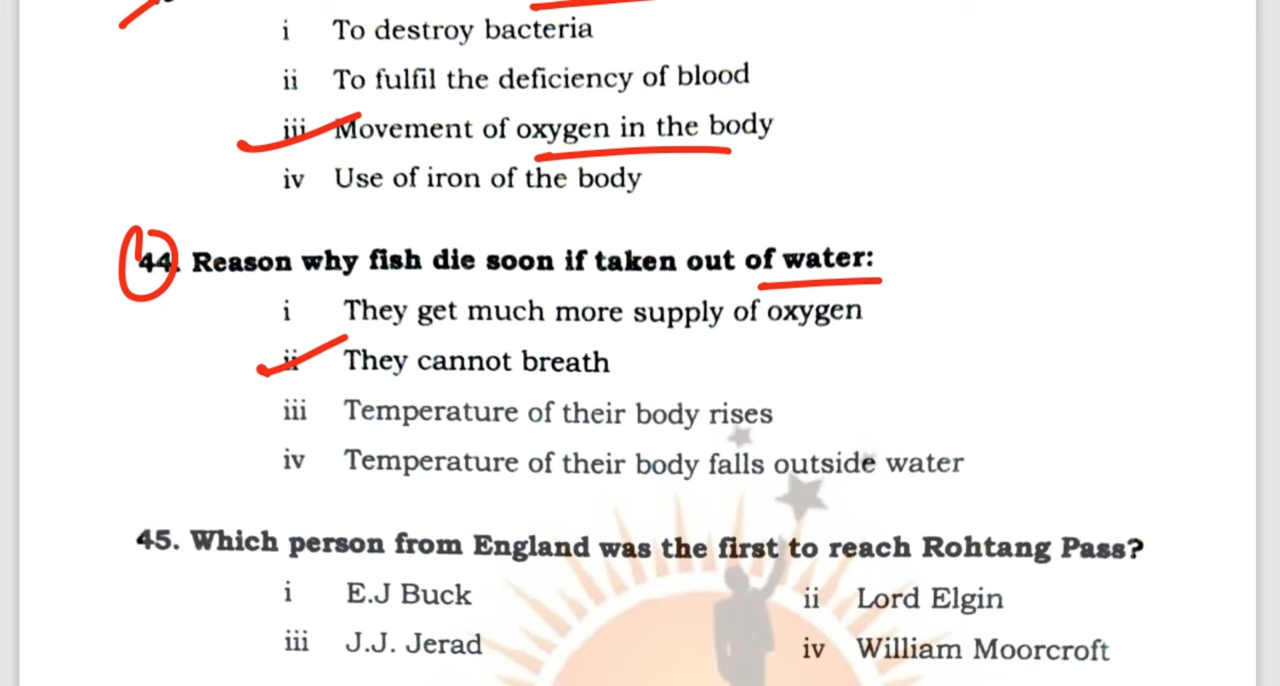 i To destroy bacteria
ii To fulfil the deficiency of blood
iii Movement of oxygen in the body
iv Use of iron of the body
44. Reason why fish die soon if taken out of water:
i They get much more supply of oxygen
ii They cannot breath
iii Temperature of their body rises
iv Temperature of their body falls outside water
45. Which person from England was the first to reach Rohtang Pass?
i E.J Buck ii Lord Elgin
iii J.J. Jerad iv William Moorcroft